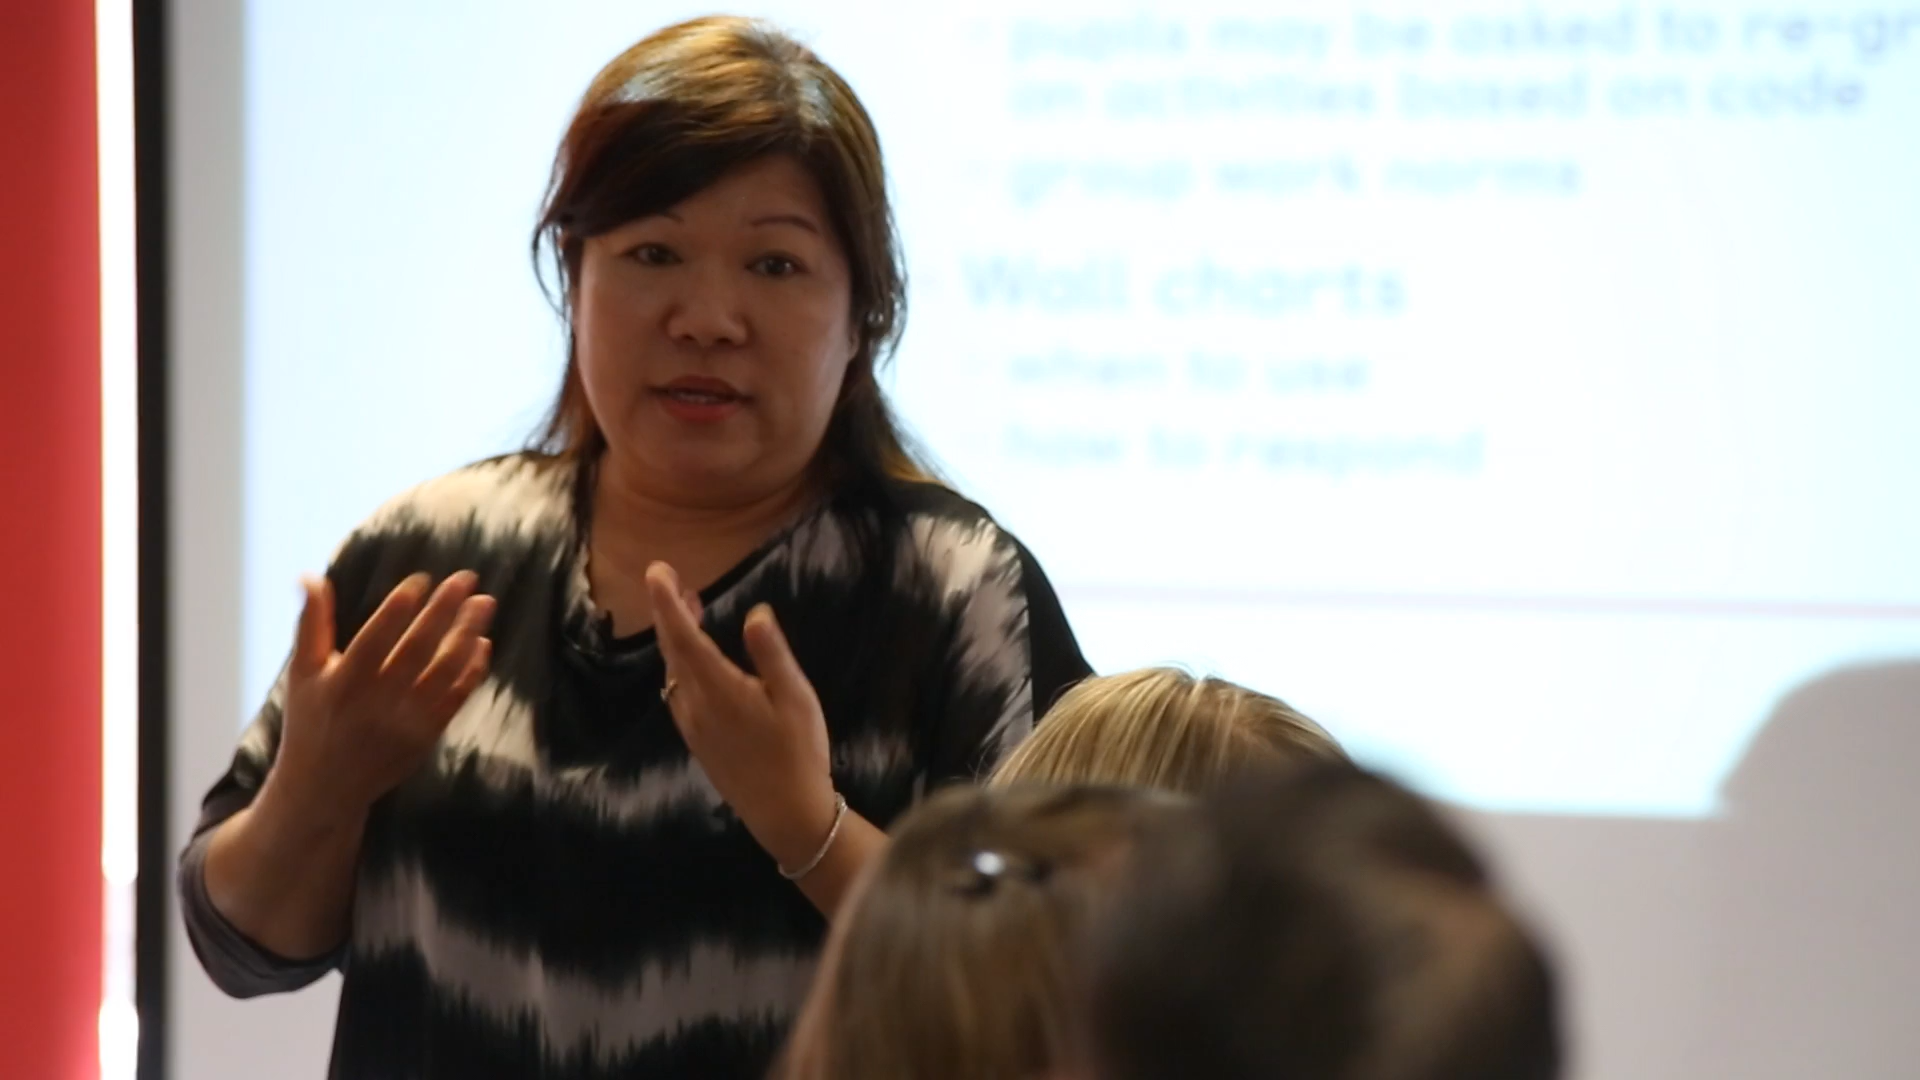 - pupils may be asked to re-gr
on activities based on code
- group work norms
- Wall charts
- when to use
- how to respond